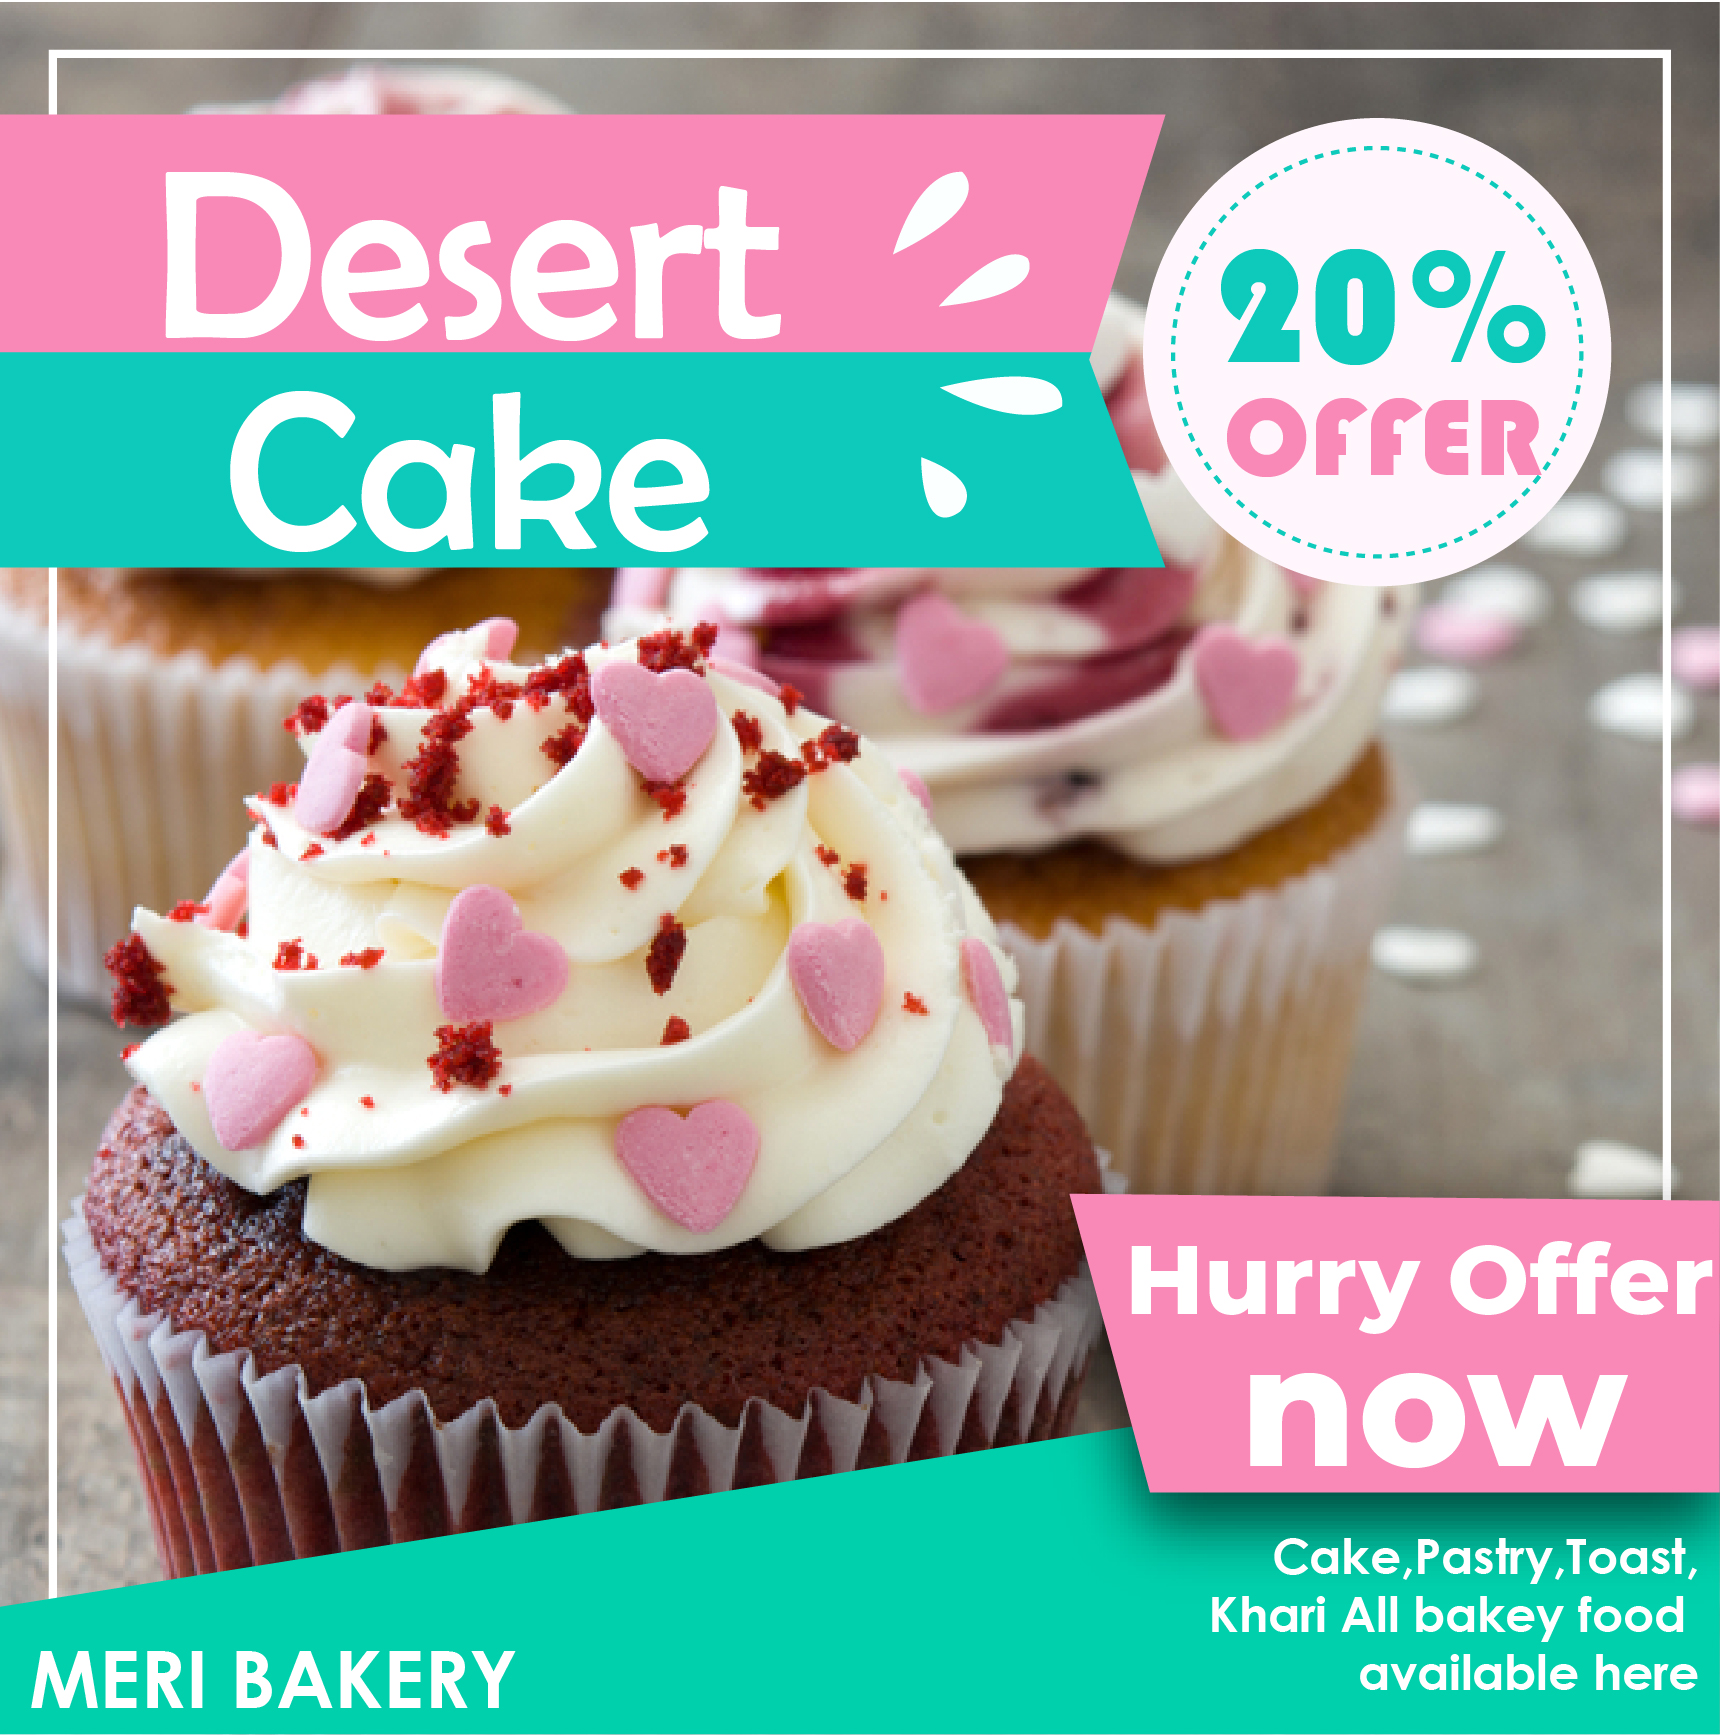 Desert
Cake
20%
OFFER
Hurry Offer
now
Cake,Pastry,Toast,
Khari All bakey food
available here
MERI BAKERY